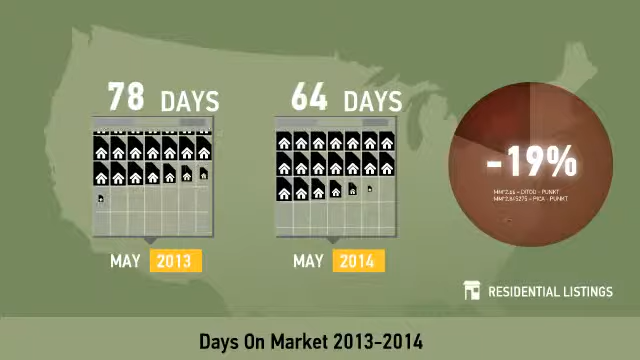 78 DAYS
64 DAYS
-19%
MAY 2013
MAY 2014
RESIDENTIAL LISTINGS
Days On Market 2013-2014